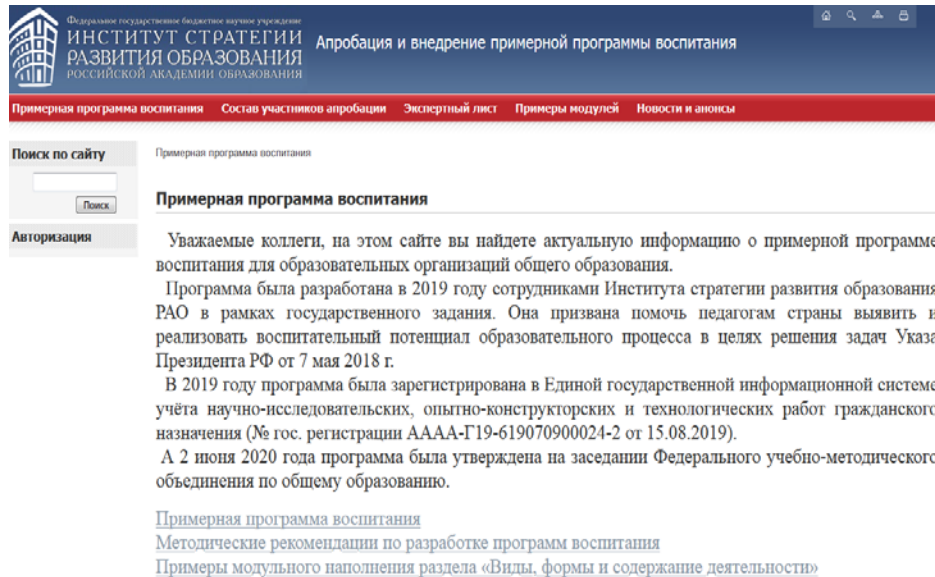 Федеральное государственное бюджетное научное учреждение
ИНСТИТУТ СТРАТЕГИИ
РАЗВИТИЯ ОБРАЗОВАНИЯ
РОССИЙСКОЙ АКАДЕМИИ ОБРАЗОВАНИЯ
Апробация и внедрение примерной программы воспитания
Примерная программа воспитания Состав участников апробации Экспертный лист Примеры модулей Новости и анонсы
Поиск по сайту
Поиск
Авторизация
Примерная программа воспитания
Примерная программа воспитания
Уважаемые коллеги, на этом сайте вы найдете актуальную информацию о примерной программе
воспитания для образовательных организаций общего образования.
Программа была разработана в 2019 году сотрудниками Института стратегии развития образования
РАО в рамках государственного задания. Она призвана помочь педагогам страны выявить и
реализовать воспитательный потенциал образовательного процесса в целях решения задач Указа
Президента РФ от 7 мая 2018 г.
В 2019 году программа была зарегистрирована в Единой государственной информационной системе
учёта научно-исследовательских, опытно-конструкторских и технологических работ гражданского
назначения (№ гос. регистрации АААА-Г19-619070900024-2 от 15.08.2019).
А 2 июня 2020 года программа была утверждена на заседании Федерального учебно-методического
объединения по общему образованию.
Примерная программа воспитания
Методические рекомендации по разработке программ воспитания
Примеры модульного наполнения раздела «Виды, формы и содержание деятельности»